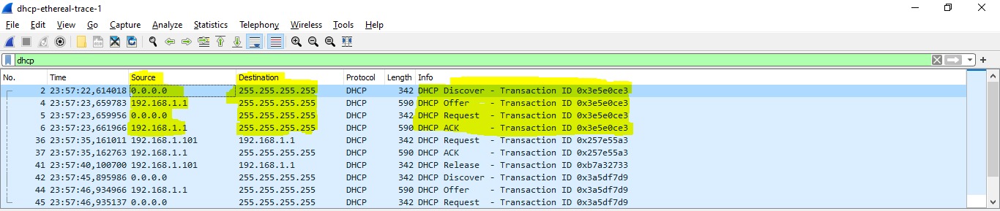 dhcp-ethereal-trace-1
File Edit View Go Capture Analyze Statistics Telephony Wireless Tools Help
dhcp
No. Time Source Destination Protocol Length Info
2 23:57:22,614018 0.0.0.0 255.255.255.255 DHCP 342 DHCP Discover - Transaction ID 0x3e5e0ce3
4 23:57:23,659783 192.168.1.1 255.255.255.255 DHCP 590 DHCP Offer - Transaction ID 0x3e5e0ce3
5 23:57:23,659956 0.0.0.0 255.255.255.255 DHCP 342 DHCP Request - Transaction ID 0x3e5e0ce3
6 23:57:23,661966 192.168.1.1 255.255.255.255 DHCP 590 DHCP ACK - Transaction ID 0x3e5e0ce3
36 23:57:35,161011 192.168.1.101 192.168.1.1 DHCP 342 DHCP Request - Transaction ID 0x257e55a3
37 23:57:35,162763 192.168.1.1 255.255.255.255 DHCP 590 DHCP ACK - Transaction ID 0x257e55a3
41 23:57:40,100700 192.168.1.101 192.168.1.1 DHCP 342 DHCP Release - Transaction ID 0xb7a32733
42 23:57:45,895986 0.0.0.0 255.255.255.255 DHCP 342 DHCP Discover - Transaction ID 0x3a5df7d9
44 23:57:46,934966 192.168.1.1 255.255.255.255 DHCP 590 DHCP Offer - Transaction ID 0x3a5df7d9
45 23:57:46,935137 0.0.0.0 255.255.255.255 DHCP 342 DHCP Request - Transaction ID 0x3a5df7d9